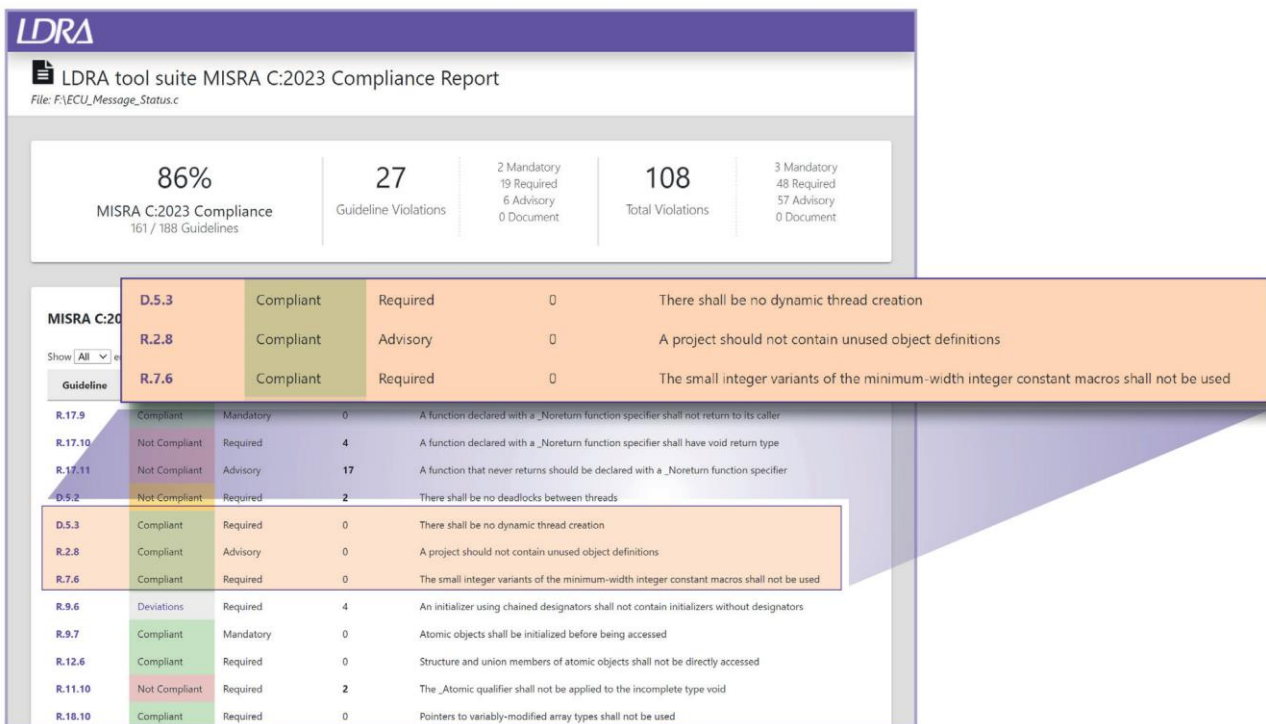 LDRA
LDRA tool suite MISRA C:2023 Compliance Report
File: F:\ECU_Message_Status.c
86%
MISRA C:2023 Compliance
161 / 188 Guidelines
27
Guideline Violations
2 Mandatory
19 Required
6 Advisory
0 Document
108
Total Violations
3 Mandatory
48 Required
57 Advisory
0 Document
MISRA C:20
Show All e
Guideline
D.5.3 Compliant Required 0 There shall be no dynamic thread creation
R.2.8 Compliant Advisory 0 A project should not contain unused object definitions
R.7.6 Compliant Required 0 The small integer variants of the minimum-width integer constant macros shall not be used
R.17.9 Compliant Mandatory 0 A function declared with a _Noreturn function specifier shall not return to its caller
R.17.10 Not Compliant Required 4 A function declared with a _Noreturn function specifier shall have void return type
R.17.11 Not Compliant Advisory 17 A function that never returns should be declared with a _Noreturn function specifier
D.5.2 Not Compliant Required 2 There shall be no deadlocks between threads
D.5.3 Compliant Required 0 There shall be no dynamic thread creation
R.2.8 Compliant Advisory 0 A project should not contain unused object definitions
R.7.6 Compliant Required 0 The small integer variants of the minimum-width integer constant macros shall not be used
R.9.6 Deviations Required 4 An initializer using chained designators shall not contain initializers without designators
R.9.7 Compliant Mandatory 0 Atomic objects shall be initialized before being accessed
R.12.6 Compliant Required 0 Structure and union members of atomic objects shall not be directly accessed
R.11.10 Not Compliant Required 2 The _Atomic qualifier shall not be applied to the incomplete type void
R.18.10 Compliant Required 0 Pointers to variably-modified array types shall not be used